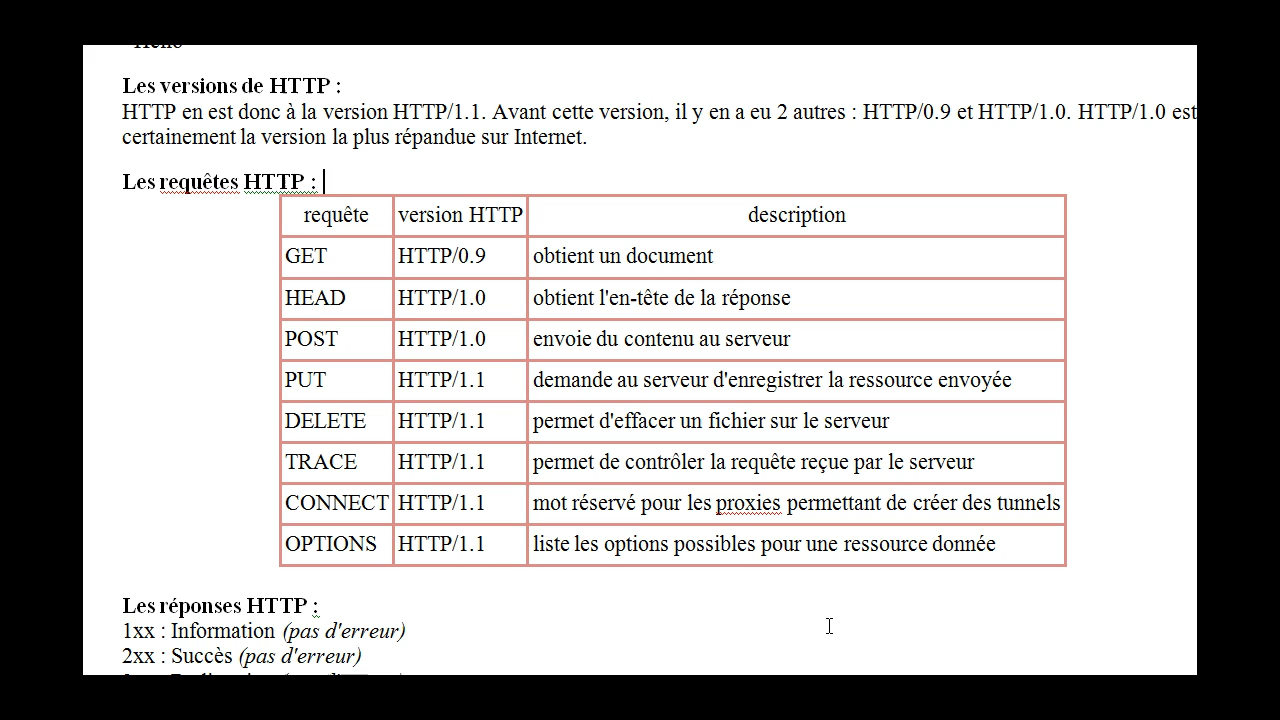 Les versions de HTTP :
HTTP en est donc à la version HTTP/1.1. Avant cette version, il y en a eu 2 autres : HTTP/0.9 et HTTP/1.0. HTTP/1.0 est
certainement la version la plus répandue sur Internet.
Les requêtes HTTP :
requête version HTTP description
GET HTTP/0.9 obtient un document
HEAD HTTP/1.0 obtient l'en-tête de la réponse
POST HTTP/1.0 envoie du contenu au serveur
PUT HTTP/1.1 demande au serveur d'enregistrer la ressource envoyée
DELETE HTTP/1.1 permet d'effacer un fichier sur le serveur
TRACE HTTP/1.1 permet de contrôler la requête reçue par le serveur
CONNECT HTTP/1.1 mot réservé pour les proxies permettant de créer des tunnels
OPTIONS HTTP/1.1 liste les options possibles pour une ressource donnée
Les réponses HTTP :
1xx : Information (pas d'erreur)
2xx : Succès (pas d'erreur)